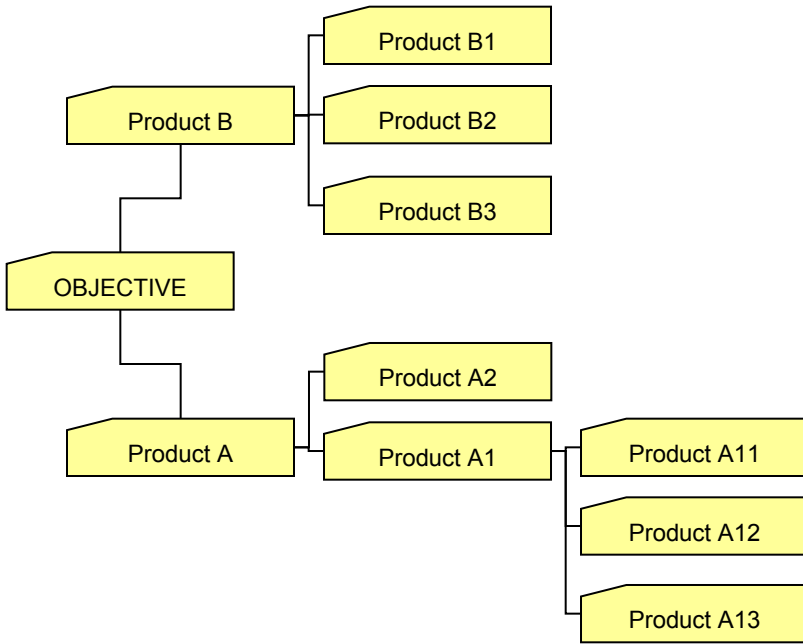 Product B1
Product B
Product B2
Product B3
OBJECTIVE
Product A2
Product A
Product A1
Product A11
Product A12
Product A13